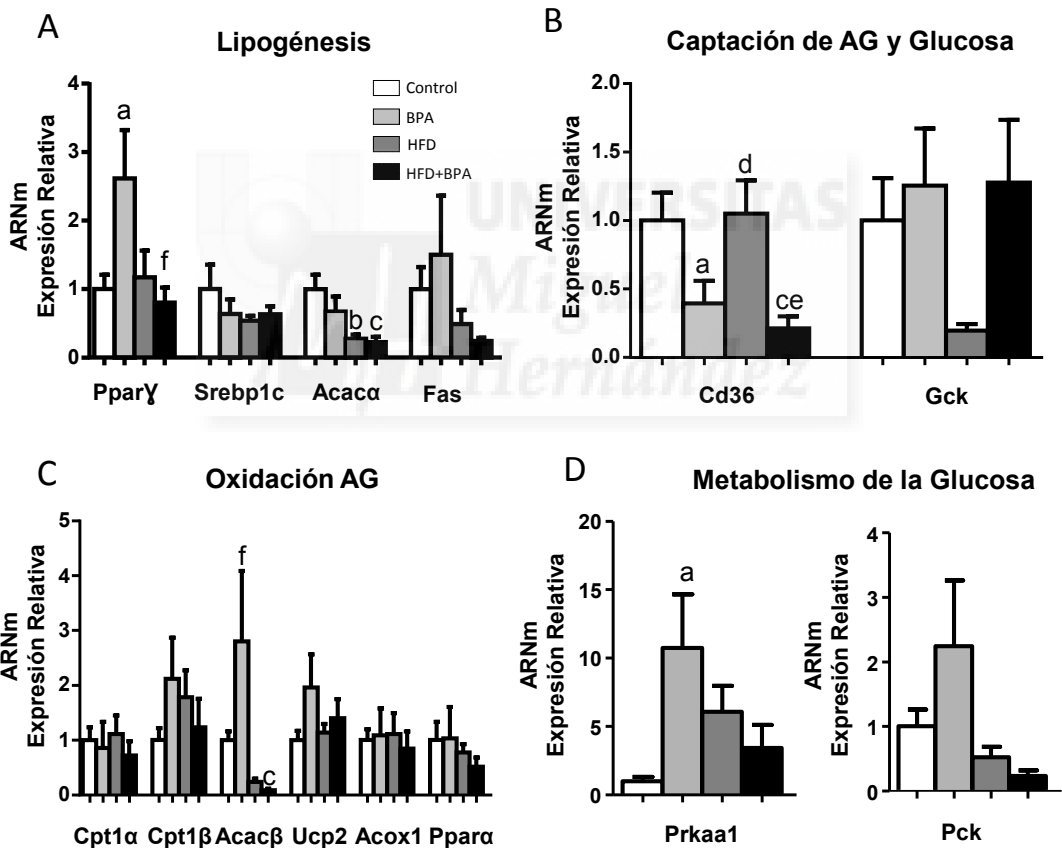 A
Lipogénesis
ARNm
Expresión Relativa
4
3
2
1
0
a
f
b
c
Control
BPA
HFD
HFD+BPA
PparƔ
Srebp1c
Acacα
Fas
B
Captación de AG y Glucosa
ARNm
Expresión Relativa
2.0
1.5
1.0
0.5
0.0
a
d
ce
Cd36
Gck
UNIVERSITAS
Miguel
Hernández
C
Oxidación AG
ARNm
Expresión Relativa
5
4
3
2
1
0
f
c
Cpt1α
Cpt1β
Acacβ
Ucp2
Acox1
Pparα
D
Metabolismo de la Glucosa
ARNm
Expresión Relativa
20
15
10
5
0
a
Prkaa1
ARNm
Expresión Relativa
4
3
2
1
0
Pck